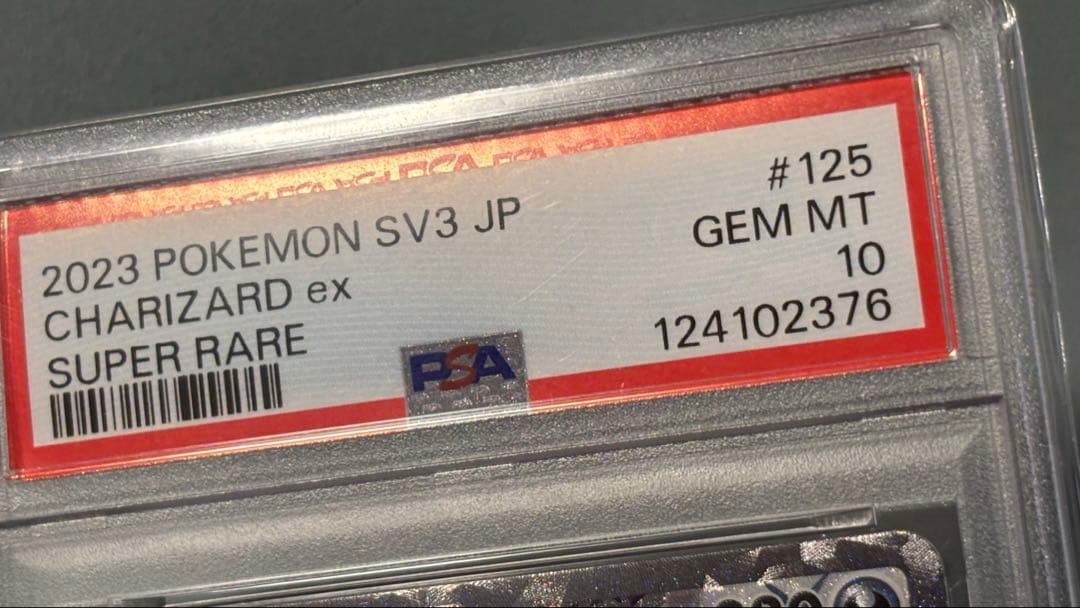 2023 POKEMON SV3 JP
CHARIZARD ex
SUPER RARE
#125
GEM MT
10
124102376
PSA